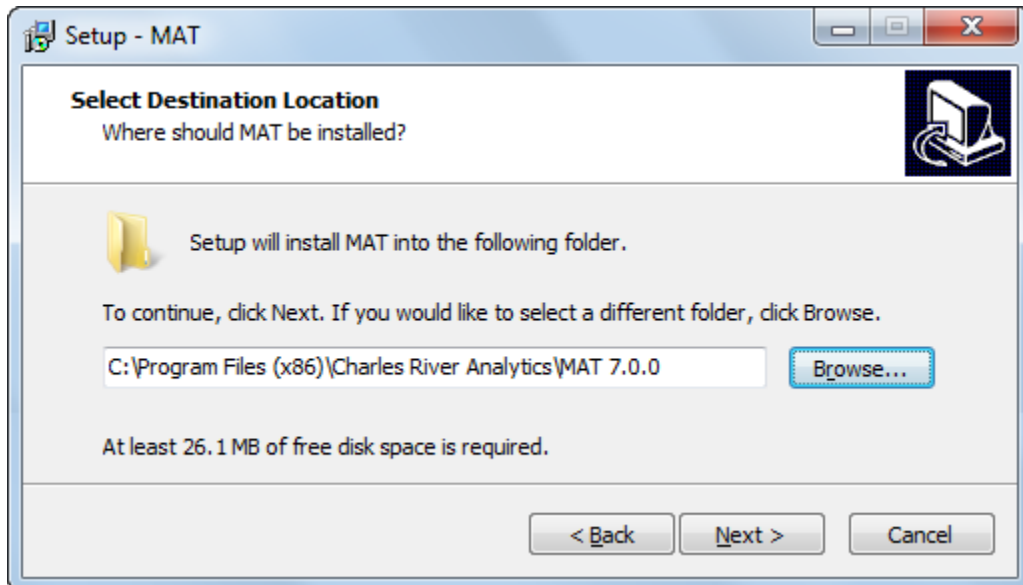 Setup - MAT
Select Destination Location
Where should MAT be installed?
Setup will install MAT into the following folder.
To continue, click Next. If you would like to select a different folder, click Browse.
C:\Program Files (x86)\Charles River Analytics\MAT 7.0.0
Browse...
At least 26.1 MB of free disk space is required.
< Back
Next >
Cancel